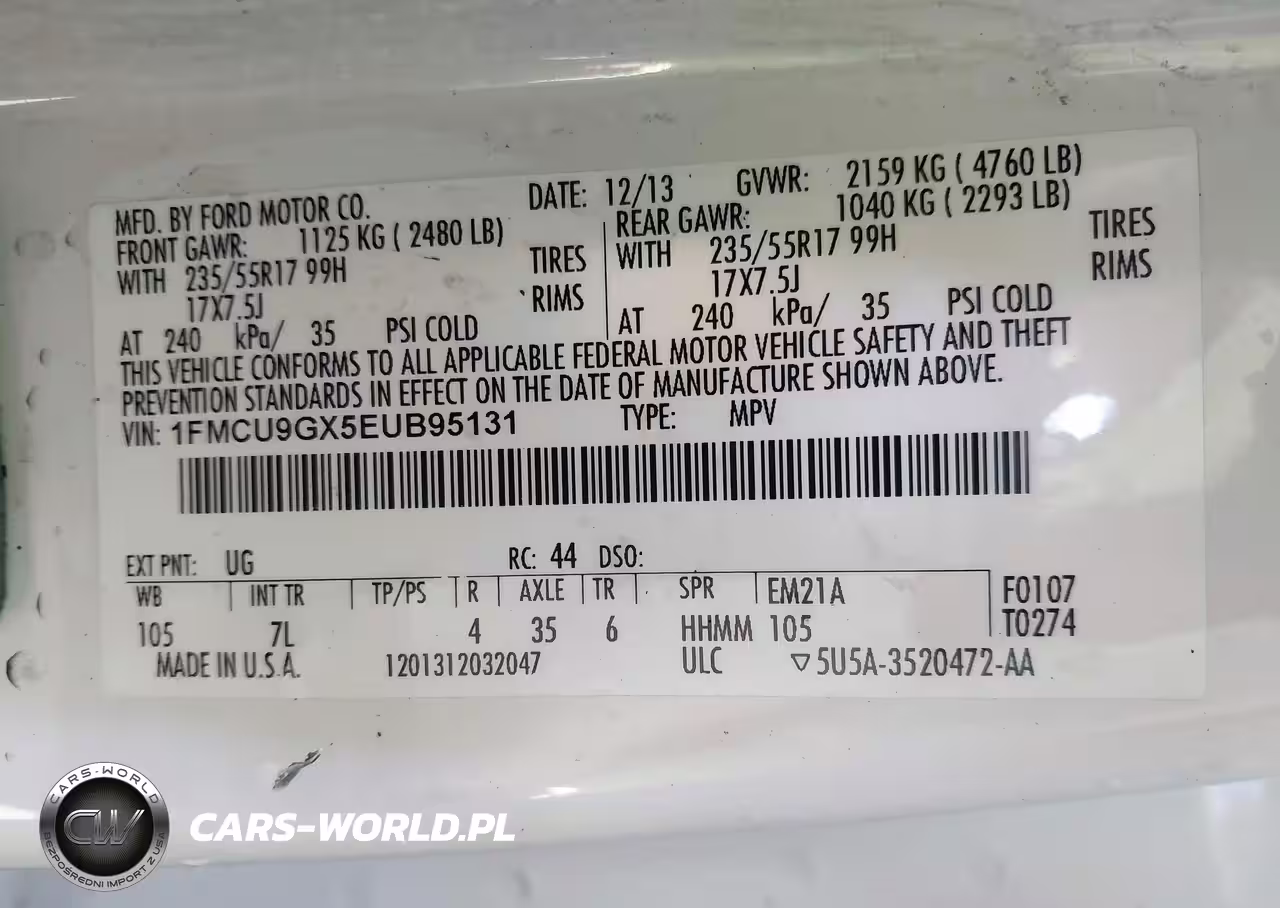 MFD. BY FORD MOTOR CO. DATE: 12/13 GVWR: 2159 KG ( 4760 LB)
FRONT GAWR: 1125 KG ( 2480 LB) REAR GAWR: 1040 KG ( 2293 LB)
WITH 235/55R17 99H TIRES WITH 235/55R17 99H TIRES
17X7.5J RIMS 17X7.5J RIMS
AT 240 kPa/ 35 PSI COLD AT 240 kPa/ 35 PSI COLD
THIS VEHICLE CONFORMS TO ALL APPLICABLE FEDERAL MOTOR VEHICLE SAFETY AND THEFT
PREVENTION STANDARDS IN EFFECT ON THE DATE OF MANUFACTURE SHOWN ABOVE.
VIN: 1FMCU9GX5EUB95131 TYPE: MPV
EXT PNT: UG RC: 44 DSO:
WB INT TR TP/PS R AXLE TR SPR EM21A F0107
105 7L 4 35 6 HHMM 105 T0274
MADE IN U.S.A. 1201312032047 ULC ▽5U5A-3520472-AA
CARS-WORLD
CW
BEZPOŚREDNI IMPORT Z USA
CARS-WORLD.PL